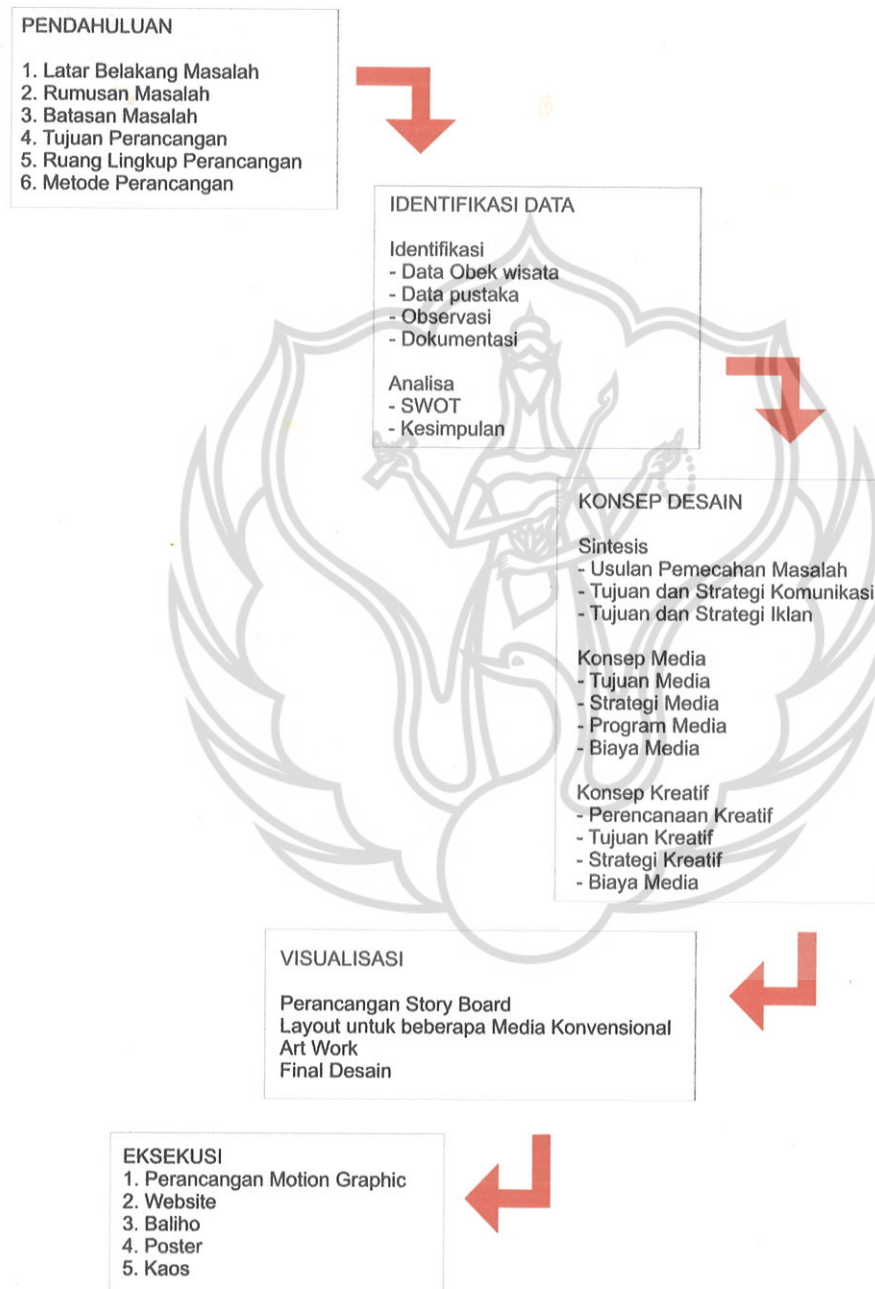 PENDAHULUAN
1. Latar Belakang Masalah
2. Rumusan Masalah
3. Batasan Masalah
4. Tujuan Perancangan
5. Ruang Lingkup Perancangan
6. Metode Perancangan
IDENTIFIKASI DATA
Identifikasi
- Data Obek wisata
- Data pustaka
- Observasi
- Dokumentasi
Analisa
- SWOT
- Kesimpulan
KONSEP DESAIN
Sintesis
- Usulan Pemecahan Masalah
- Tujuan dan Strategi Komunikasi
- Tujuan dan Strategi Iklan
Konsep Media
- Tujuan Media
- Strategi Media
- Program Media
- Biaya Media
Konsep Kreatif
- Perencanaan Kreatif
- Tujuan Kreatif
- Strategi Kreatif
- Biaya Media
VISUALISASI
Perancangan Story Board
Layout untuk beberapa Media Konvensional
Art Work
Final Desain
EKSEKUSI
1. Perancangan Motion Graphic
2. Website
3. Baliho
4. Poster
5. Kaos